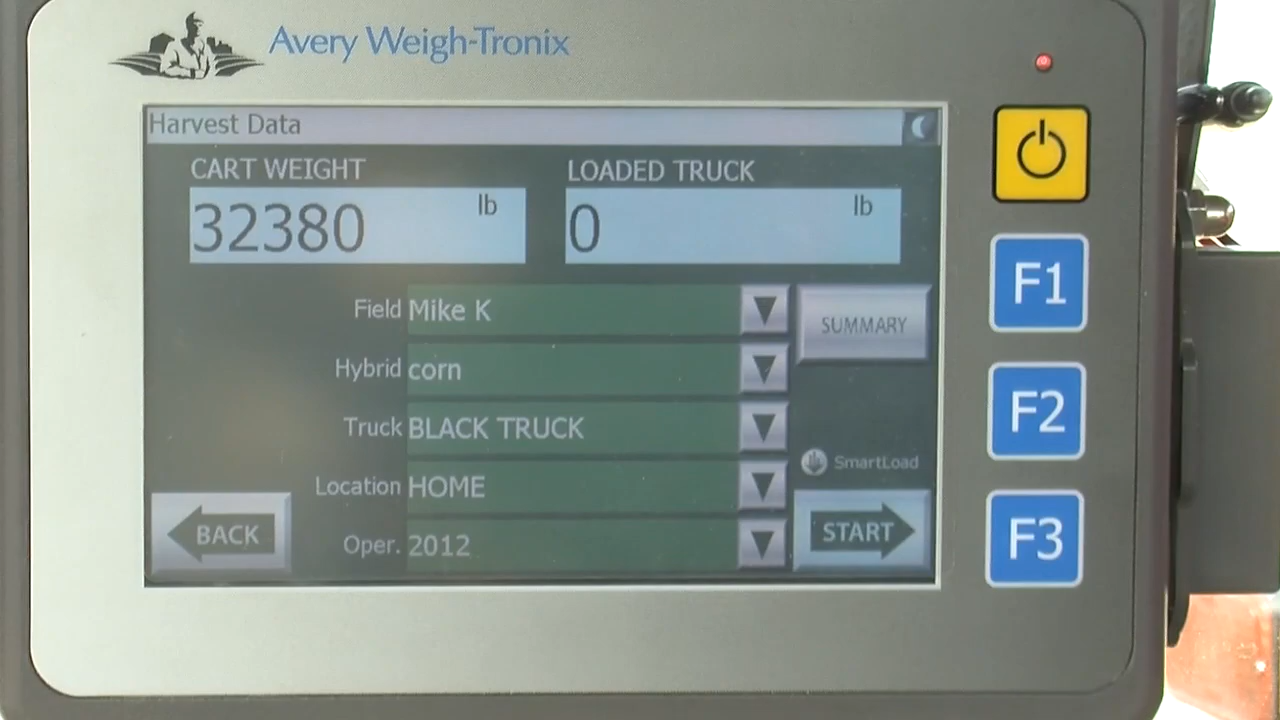 Avery Weigh-Tronix
Harvest Data
CART WEIGHT
LOADED TRUCK
32380 lb
0 lb
Field Mike K
SUMMARY
Hybrid corn
Truck BLACK TRUCK
SmartLoad
Location HOME
BACK
START
Oper. 2012
F1
F2
F3